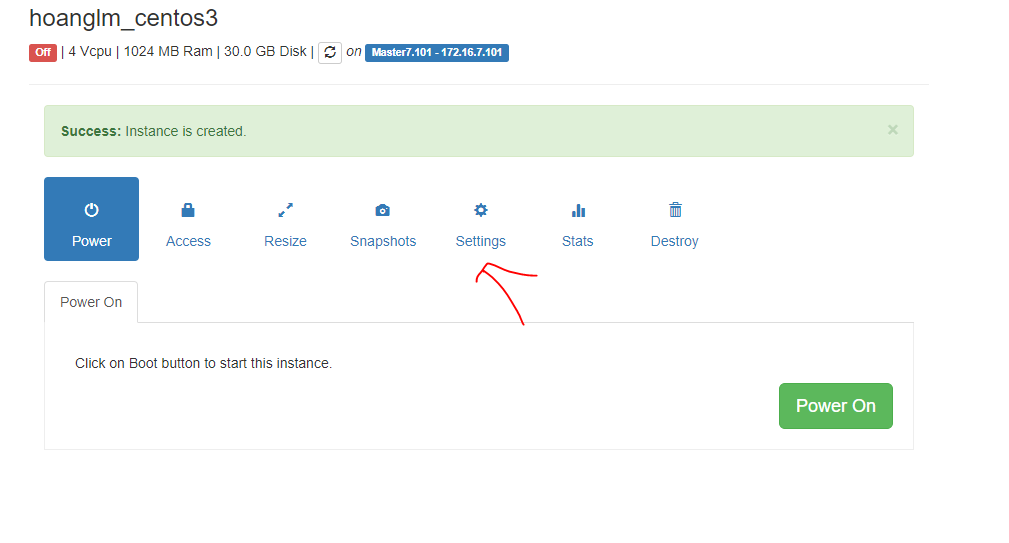 hoanglm_centos3
Off | 4 Vcpu | 1024 MB Ram | 30.0 GB Disk | on Master7.101 - 172.16.7.101
Success: Instance is created. ×
Power Access Resize Snapshots Settings Stats Destroy
Power On
Click on Boot button to start this instance.
Power On